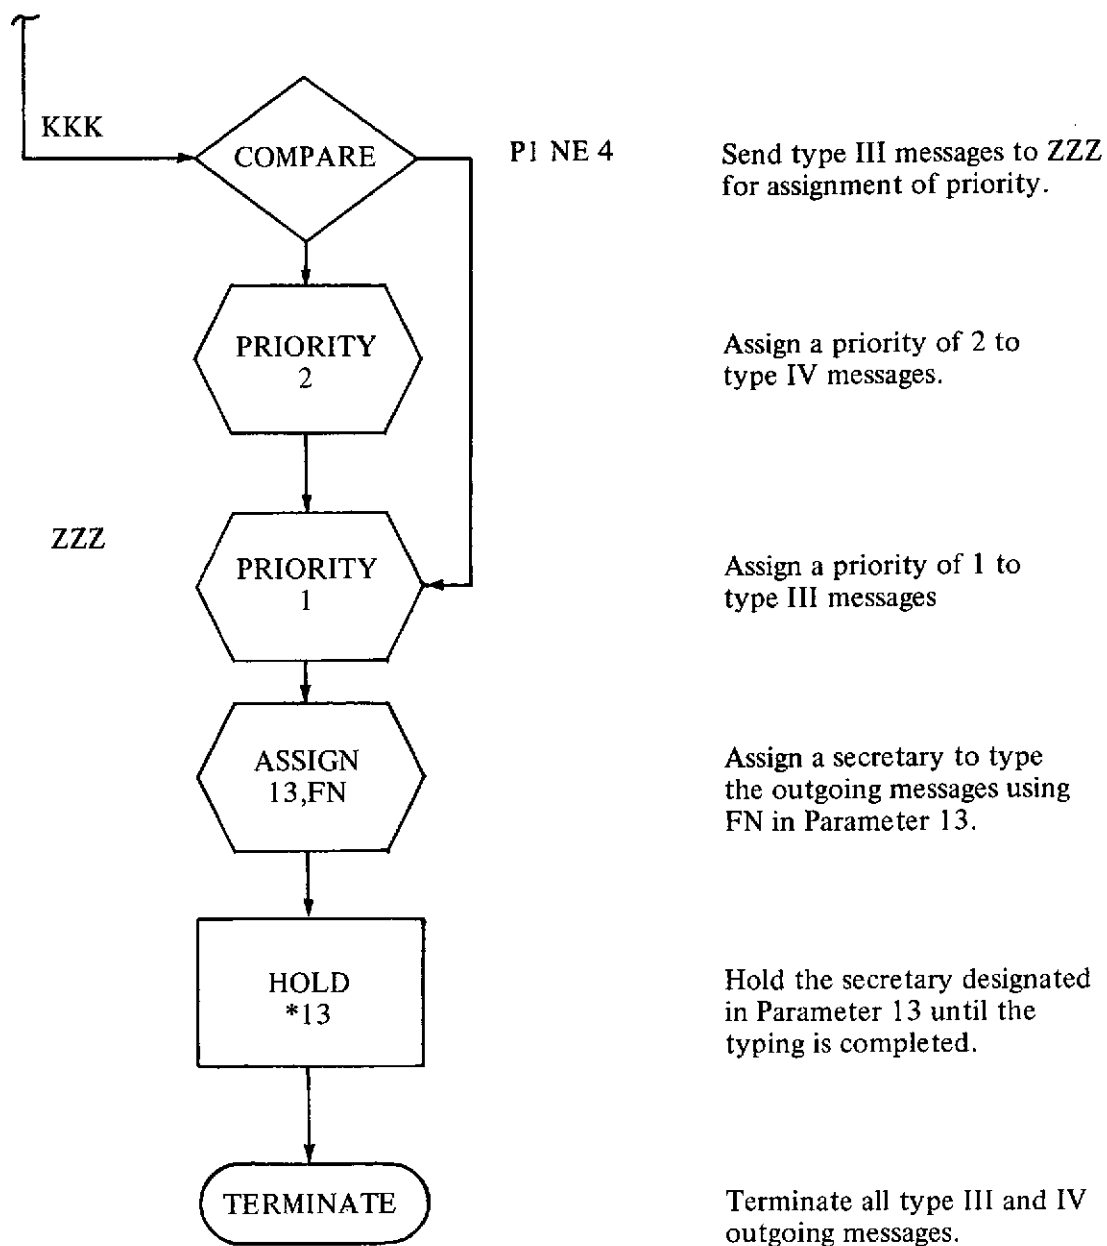 KKK
COMPARE
P1 NE 4
Send type III messages to ZZZ
for assignment of priority.
PRIORITY
2
Assign a priority of 2 to
type IV messages.
ZZZ
PRIORITY
1
Assign a priority of 1 to
type III messages
ASSIGN
13,FN
Assign a secretary to type
the outgoing messages using
FN in Parameter 13.
HOLD
*13
Hold the secretary designated
in Parameter 13 until the
typing is completed.
TERMINATE
Terminate all type III and IV
outgoing messages.